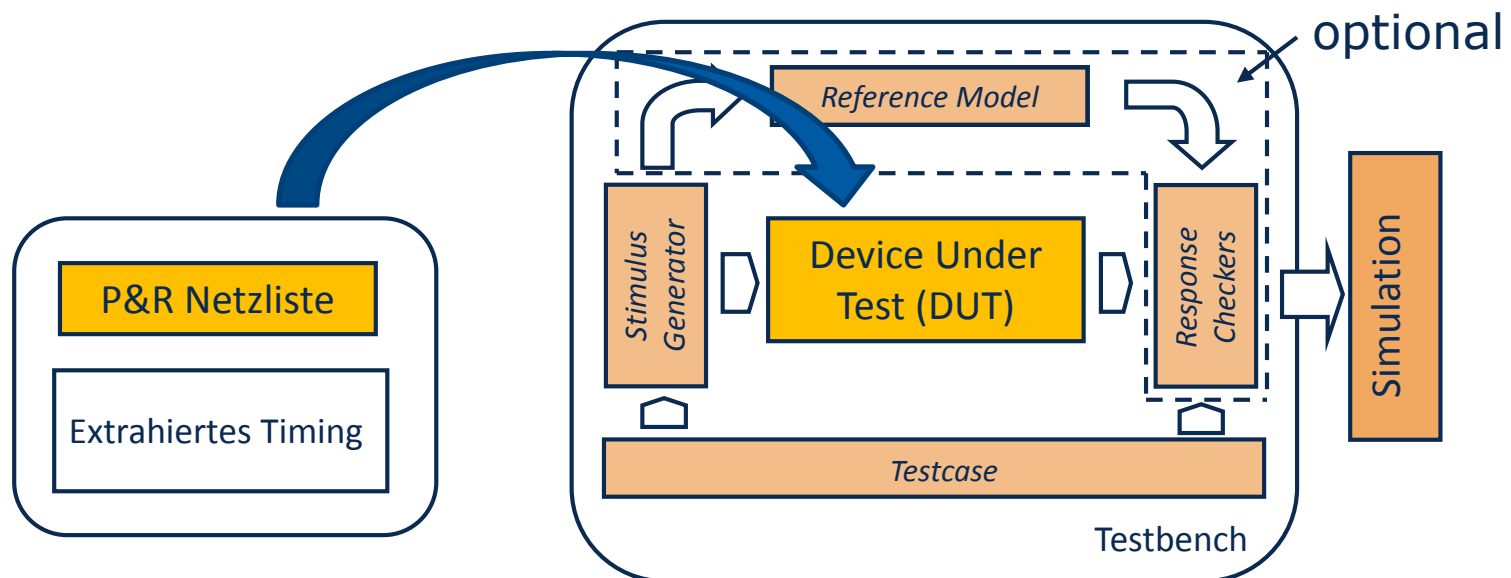 optional
Reference Model
Stimulus
Generator
Device Under
Test (DUT)
Response
Checkers
Simulation
P&R Netzliste
Extrahiertes Timing
Testcase
Testbench